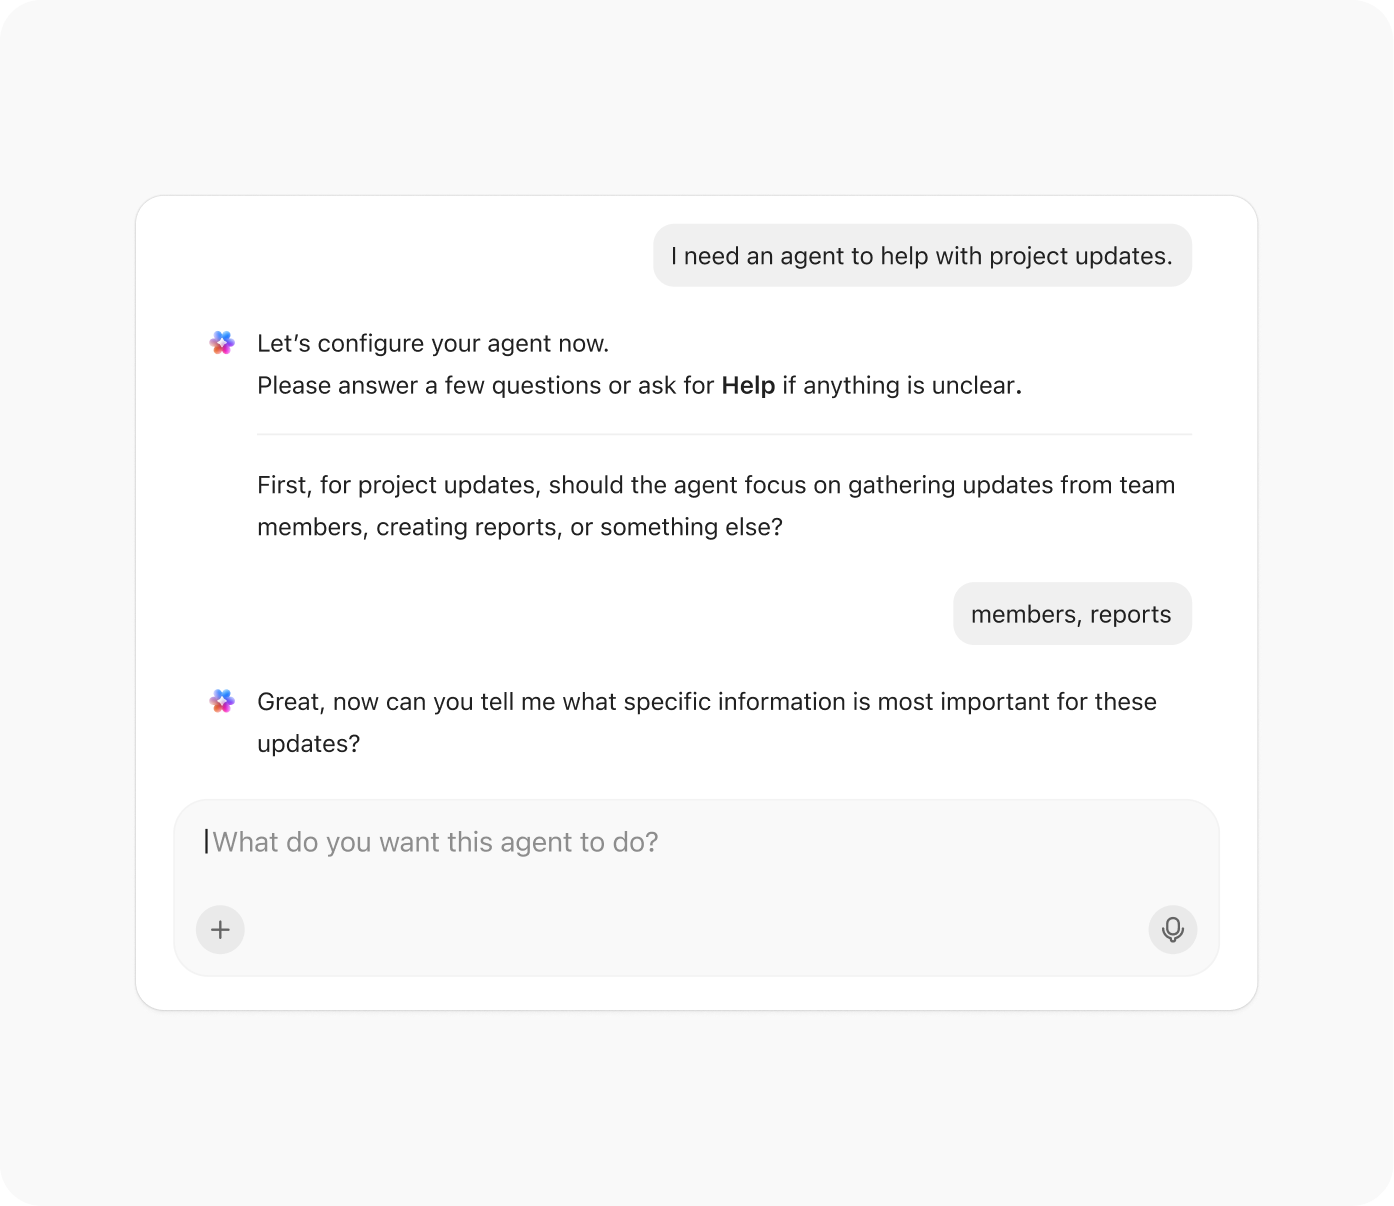 I need an agent to help with project updates.
Let’s configure your agent now.
Please answer a few questions or ask for Help if anything is unclear.
First, for project updates, should the agent focus on gathering updates from team
members, creating reports, or something else?
members, reports
Great, now can you tell me what specific information is most important for these
updates?
What do you want this agent to do?